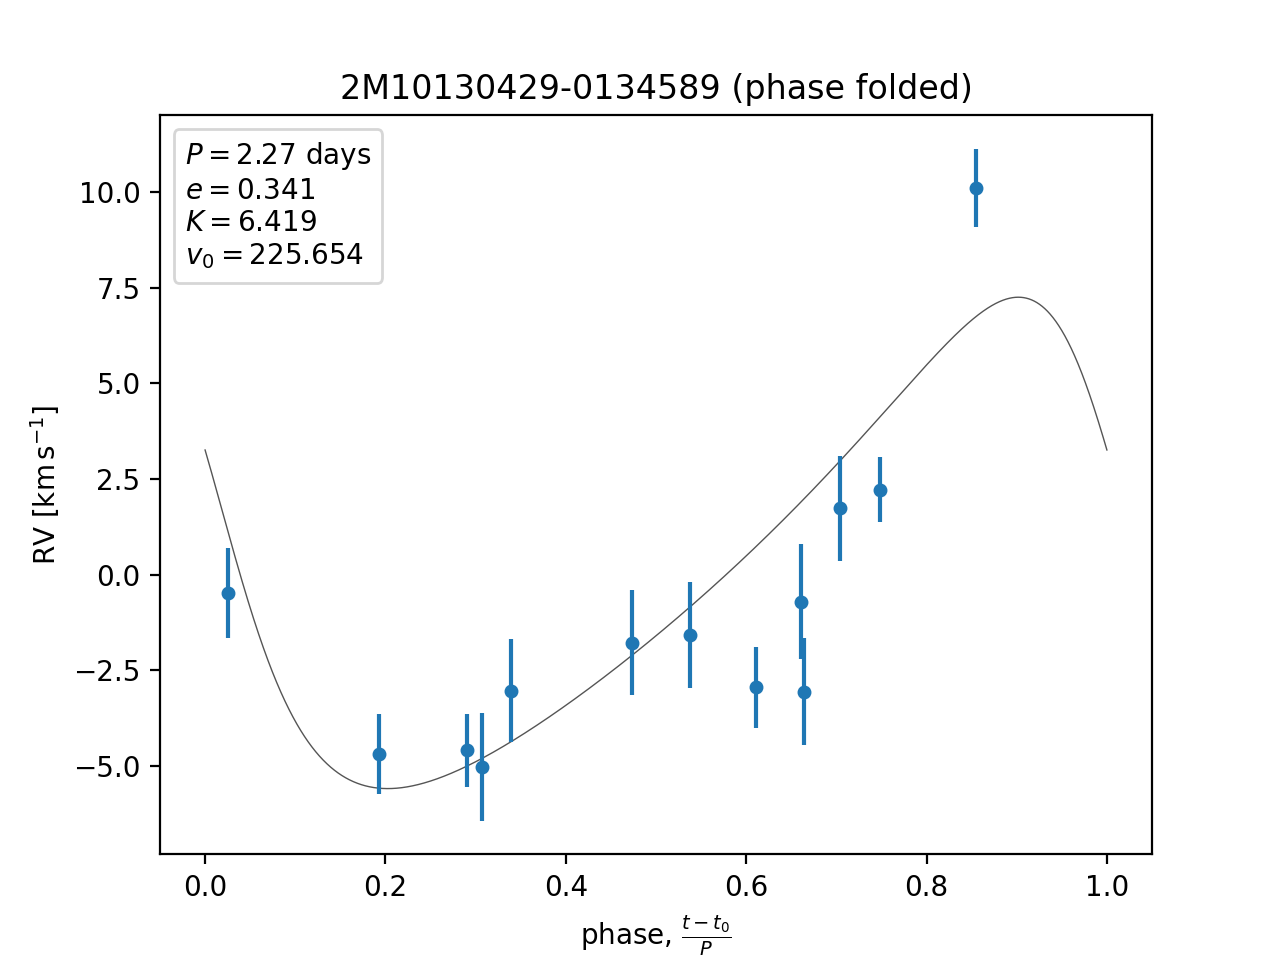 2M10130429-0134589 (phase folded)
P = 2.27 days
e = 0.341
K = 6.419
v₀ = 225.654
10.0
7.5
5.0
2.5
0.0
−2.5
−5.0
RV [km s⁻¹]
0.0 0.2 0.4 0.6 0.8 1.0
phase, (t − t₀)/P